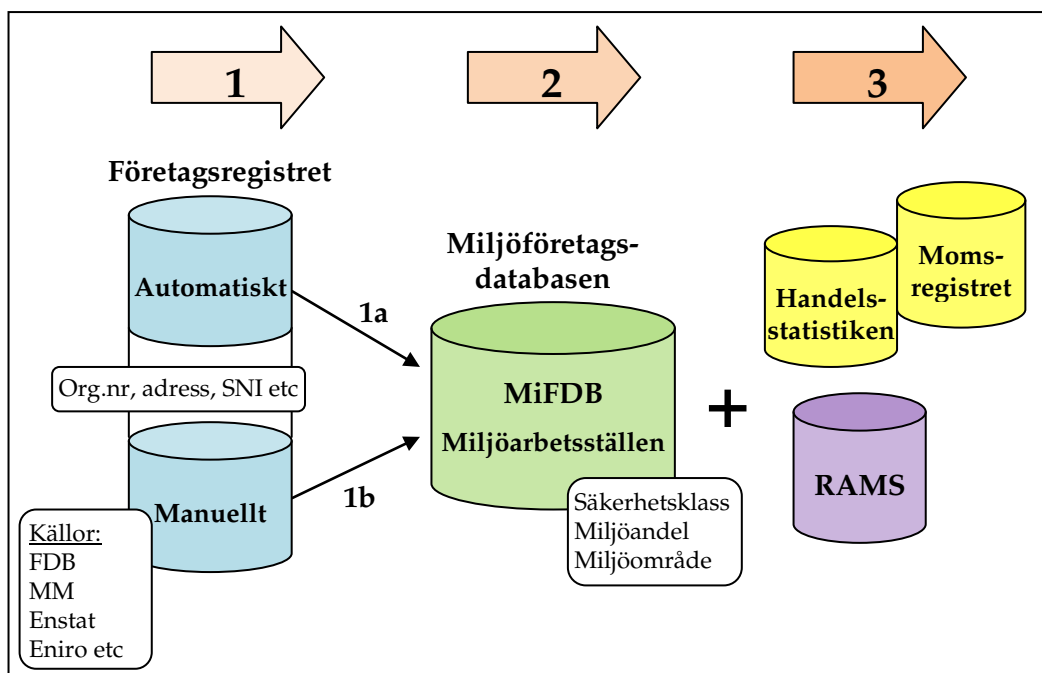 1
2
3
Företagsregistret
Automatiskt
1a
Org.nr, adress, SNI etc
Manuellt
1b
Källor:
FDB
MM
Enstat
Eniro etc
Miljöföretags-
databasen
MiFDB
Miljöarbetsställen
Säkerhetsklass
Miljöandel
Miljöområde
+
Handels-
statistiken
Moms-
registret
RAMS